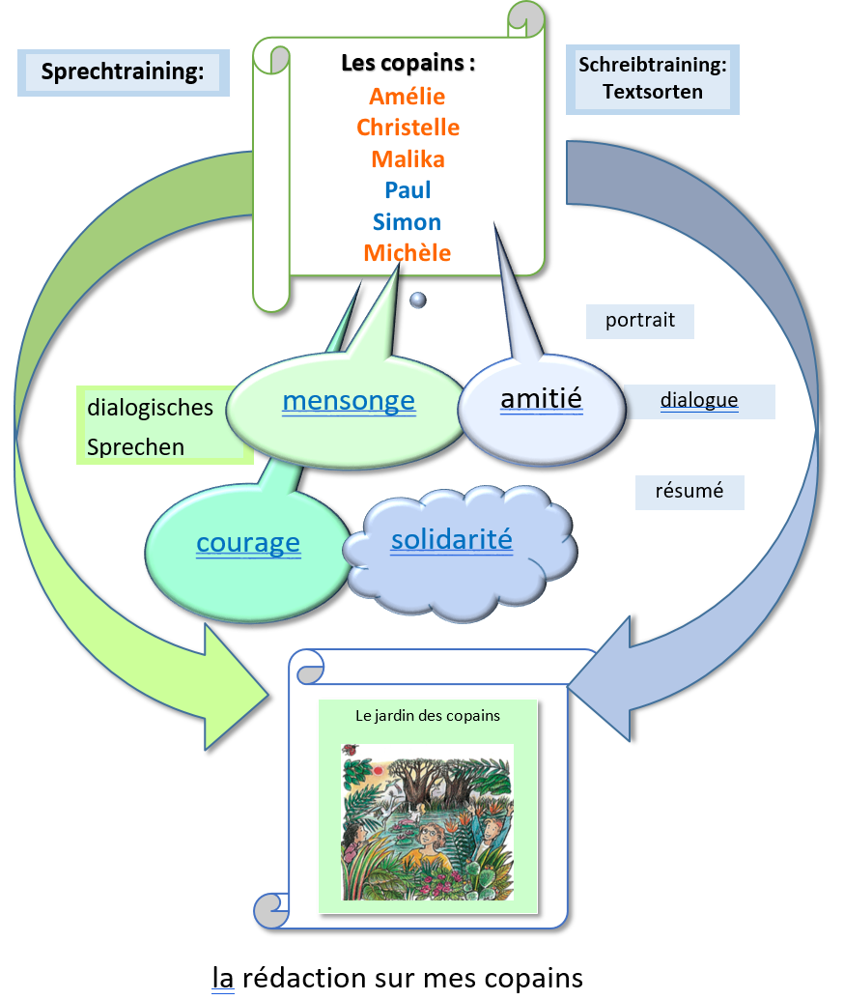 Sprechtraining:
Les copains :
Amélie
Christelle
Malika
Paul
Simon
Michèle
Schreibtraining:
Textsorten
portrait
dialogisches
Sprechen
mensonge
amitié
dialogue
résumé
courage
solidarité
Le jardin des copains
la rédaction sur mes copains